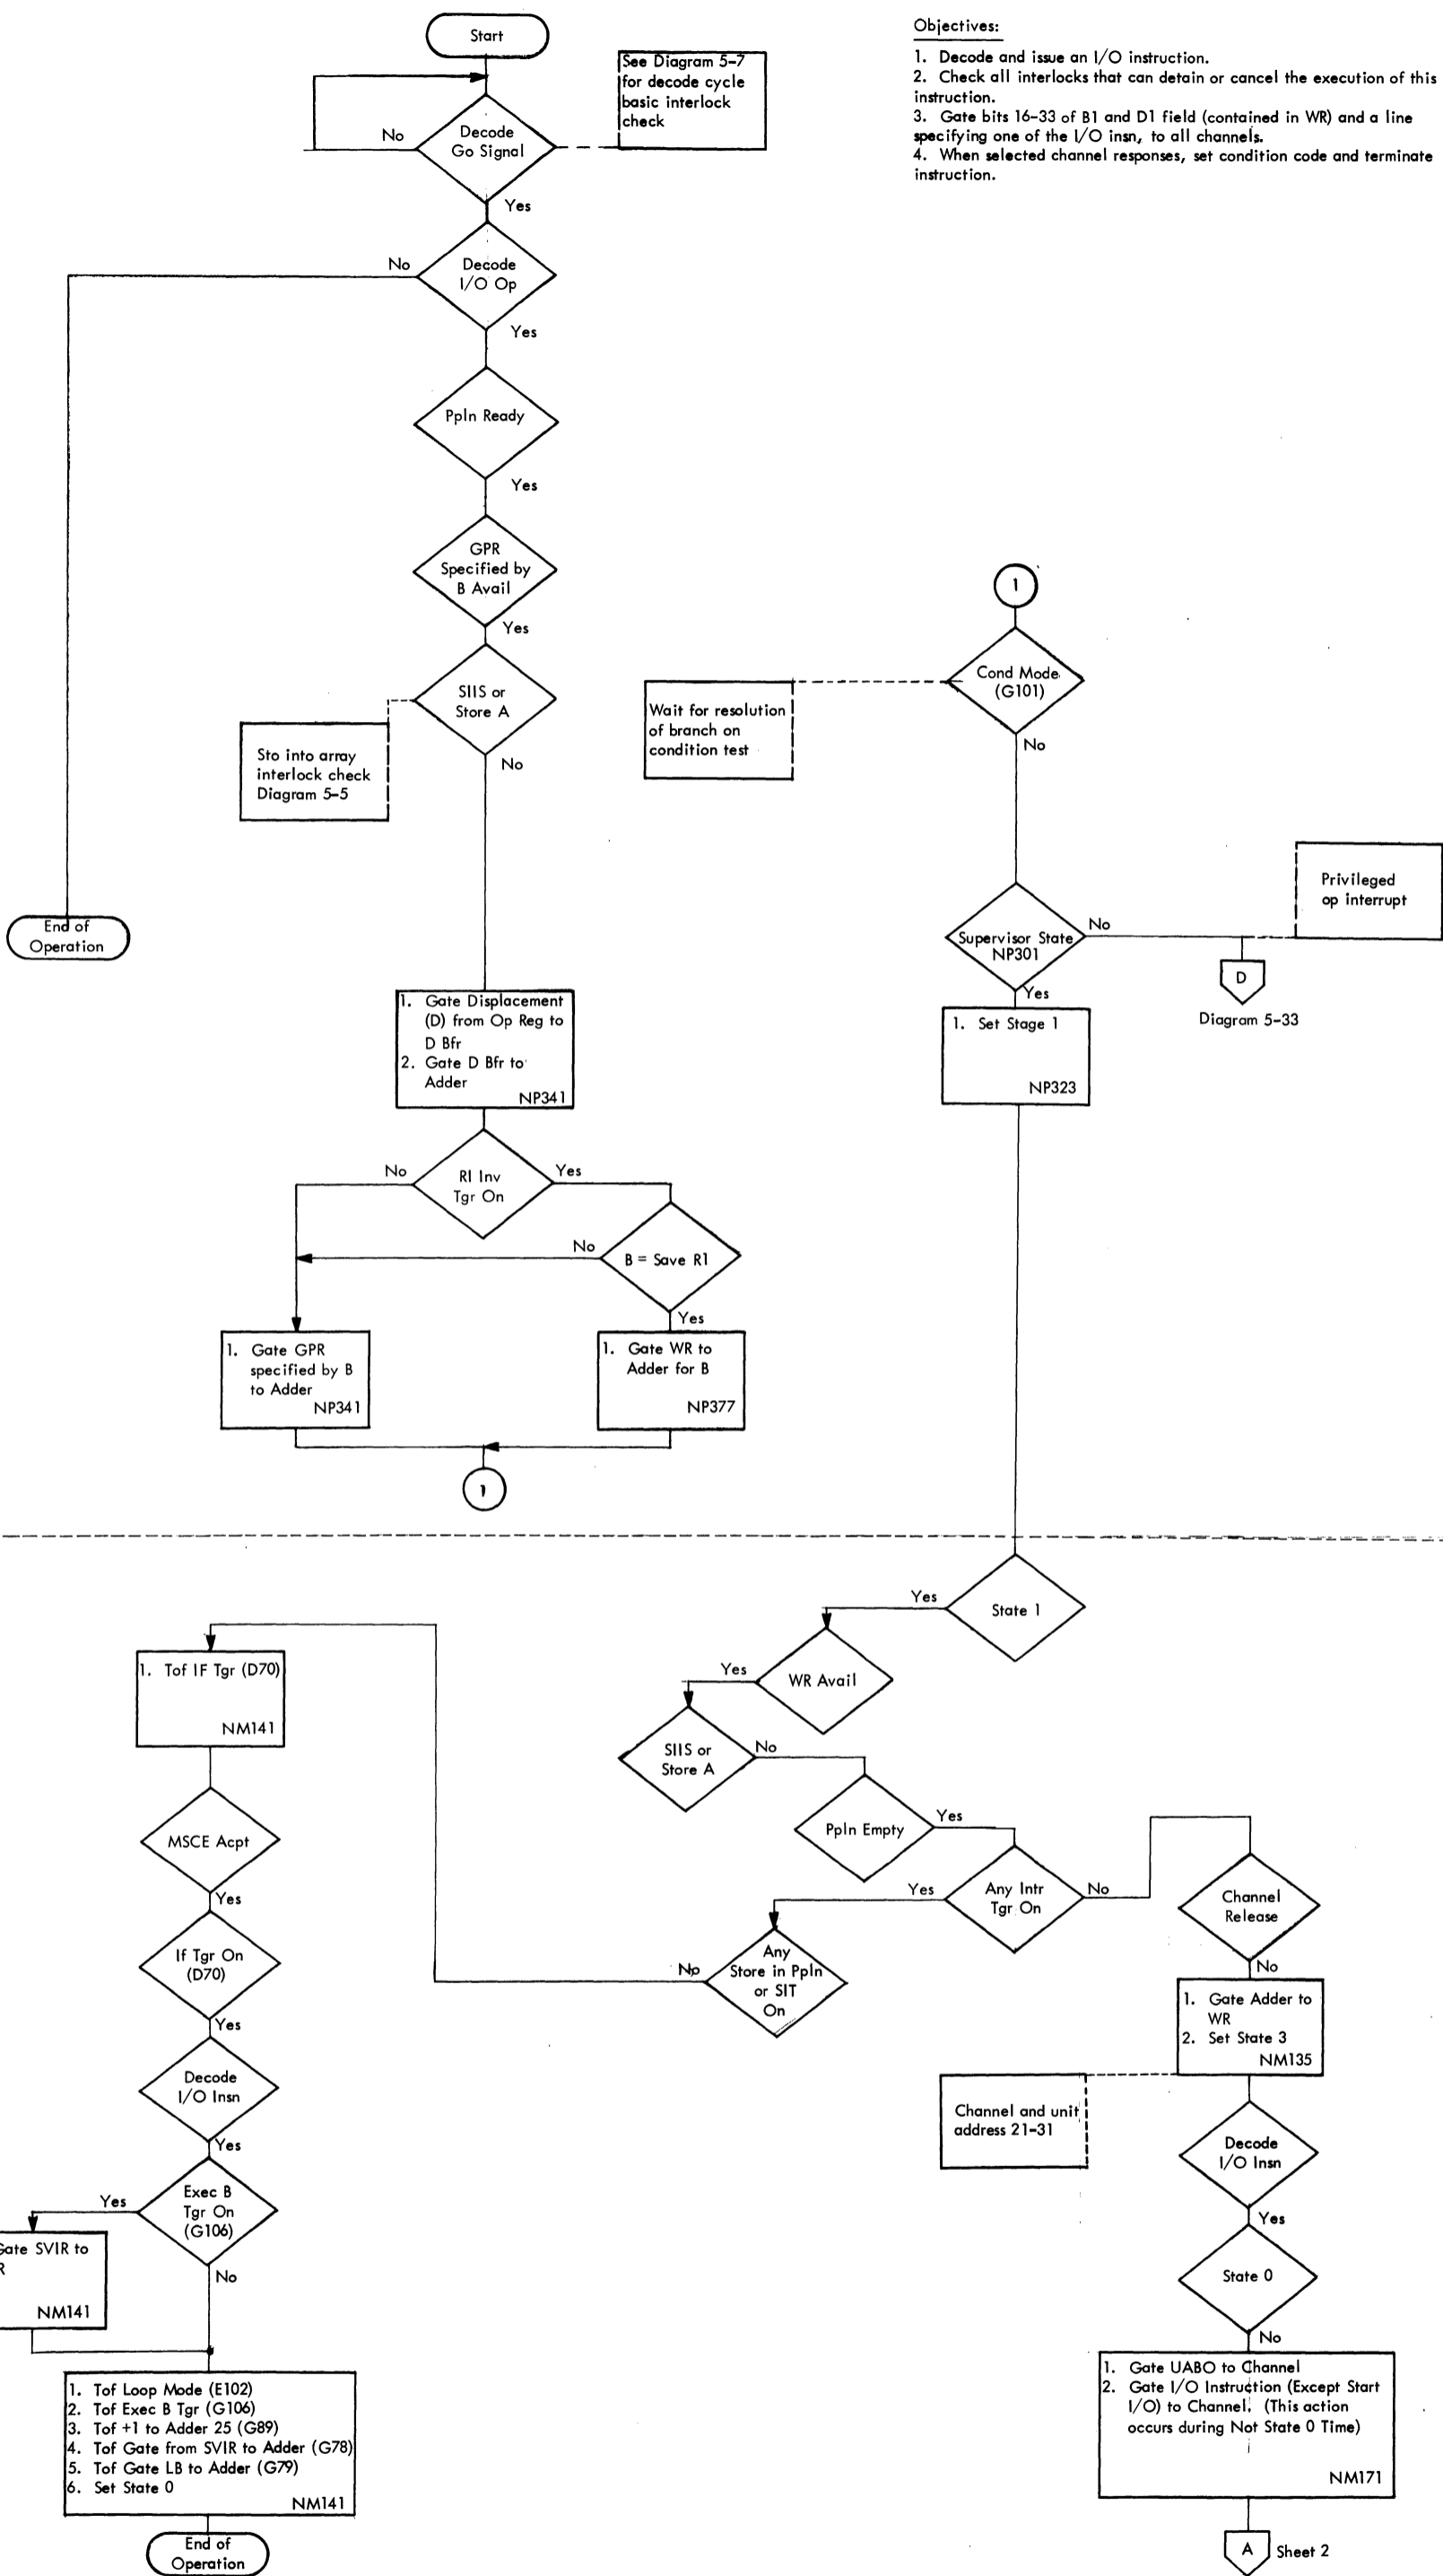 Start
See Diagram 5-7
for decode cycle
basic interlock
check
No
Decode
Go Signal
Yes
Objectives:
1. Decode and issue an I/O instruction.
2. Check all interlocks that can detain or cancel the execution of this
instruction.
3. Gate bits 16-33 of B1 and D1 field (contained in WR) and a line
specifying one of the I/O insn, to all channels.
4. When selected channel responses, set condition code and terminate
instruction.
No
Decode
I/O Op
Yes
Ppln Ready
Yes
GPR
Specified by
B Avail
Yes
SIIS or
Store A
No
Sto into array
interlock check
Diagram 5-5
End of
Operation
1. Gate Displacement
(D) from Op Reg to
D Bfr
2. Gate D Bfr to
Adder
NP341
No
RI Inv
Tgr On
Yes
No
B = Save R1
Yes
1. Gate GPR
specified by B
to Adder
NP341
1. Gate WR to
Adder for B
NP377
1
1
Cond Mode
(G101)
No
Wait for resolution
of branch on
condition test
Supervisor State
NP301
No
Yes
Privileged
op interrupt
D
Diagram 5-33
1. Set Stage 1
NP323
Yes
State 1
Yes
WR Avail
SIIS or
Store A
No
Ppln Empty
Yes
Yes
Any Intr
Tgr On
No
Channel
Release
No
No
Any
Store in Ppln
or SIT
On
1. Tof IF Tgr (D70)
NM141
MSCE Acpt
Yes
If Tgr On
(D70)
Yes
Decode
I/O Insn
Yes
Yes
Exec B
Tgr On
(G106)
No
Gate SVIR to
R
NM141
1. Tof Loop Mode (E102)
2. Tof Exec B Tgr (G106)
3. Tof +1 to Adder 25 (G89)
4. Tof Gate from SVIR to Adder (G78)
5. Tof Gate LB to Adder (G79)
6. Set State 0
NM141
End of
Operation
1. Gate Adder to
WR
2. Set State 3
NM135
Channel and unit
address 21-31
Decode
I/O Insn
Yes
State 0
No
1. Gate UABO to Channel
2. Gate I/O Instruction (Except Start
I/O) to Channel. (This action
occurs during Not State 0 Time)
NM171
A
Sheet 2